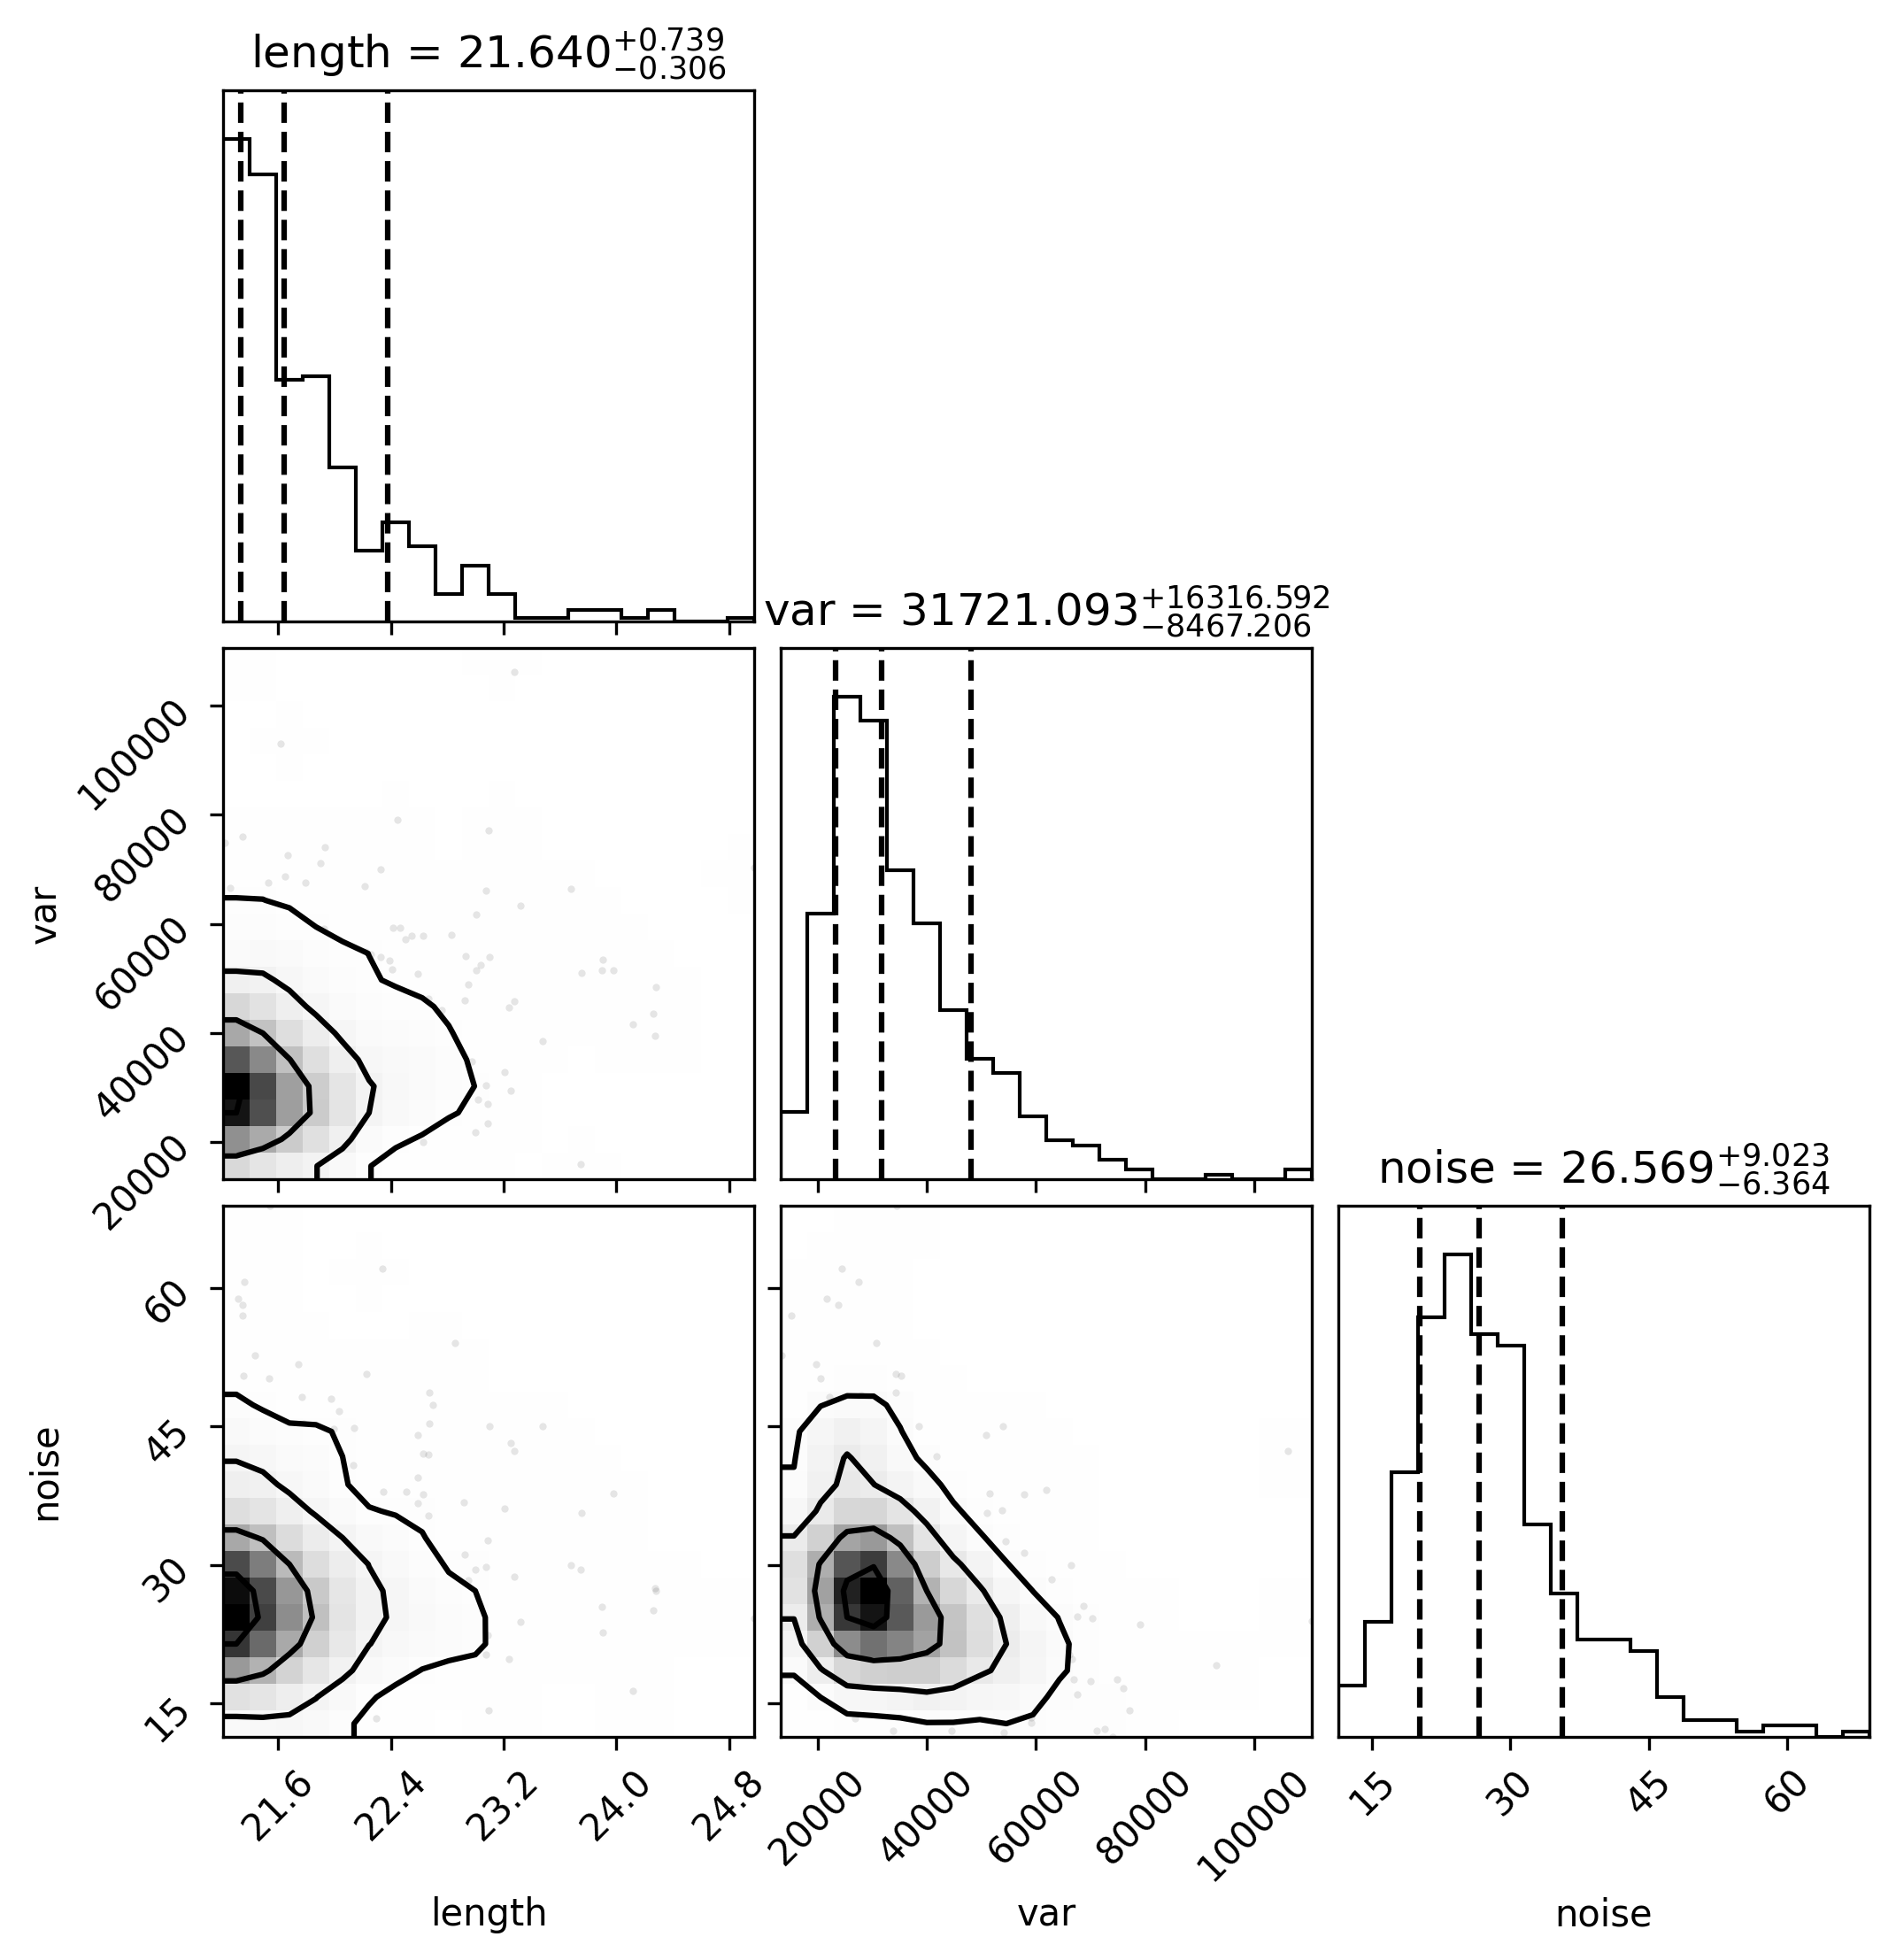 length = 21.640+0.739 −0.306
var = 31721.093+16316.592 −8467.206
100000
80000
60000
40000
20000
var
noise = 26.569+9.023 −6.364
60
45
30
15
noise
21.6 22.4 23.2 24.0 24.8
20000 40000 60000 80000 100000
15 30 45 60
length var noise